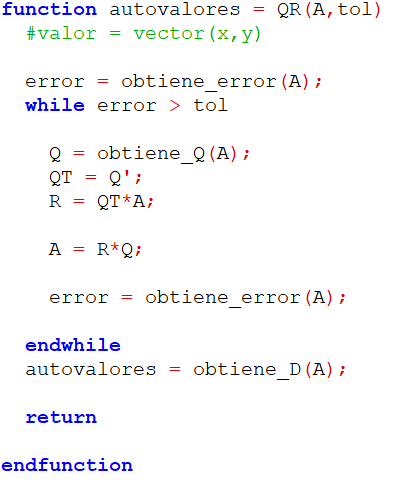 function autovalores = QR(A,tol)
#valor = vector(x,y)
error = obtiene_error(A);
while error > tol
Q = obtiene_Q(A);
QT = Q';
R = QT*A;
A = R*Q;
error = obtiene_error(A);
endwhile
autovalores = obtiene_D(A);
return
endfunction